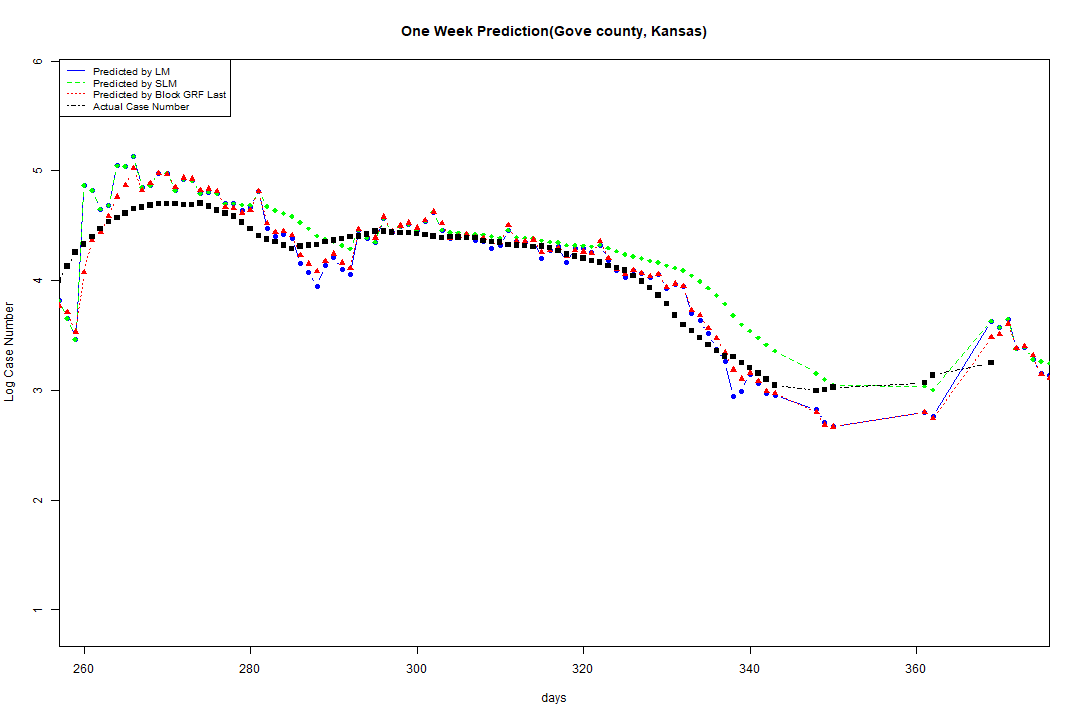 One Week Prediction(Gove county, Kansas)
Predicted by LM
Predicted by SLM
Predicted by Block GRF Last
Actual Case Number
6
5
4
3
2
1
Log Case Number
260 280 300 320 340 360
days